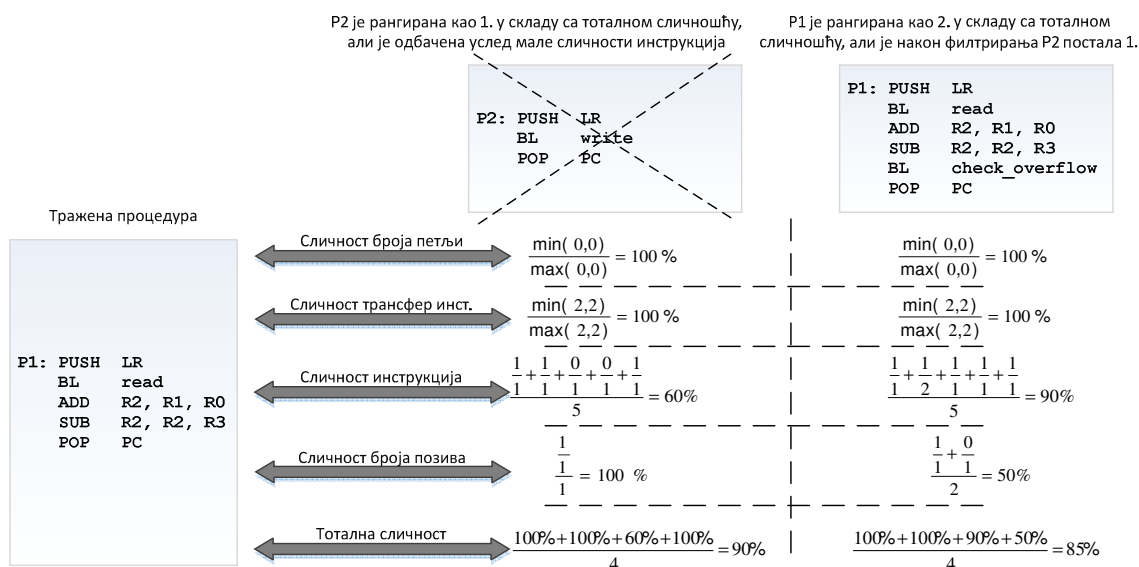 P2 је рангирана као 1. у складу са тоталном сличношћу,
али је одбачена услед мале сличности инструкција
P1 је рангирана као 2. у складу са тоталном
сличношћу, али је након филтрирања P2 постала 1.
P2: PUSH LR
BL write
POP PC
P1: PUSH LR
BL read
ADD R2, R1, R0
SUB R2, R2, R3
BL check_overflow
POP PC
Тражена процедура
P1: PUSH LR
BL read
ADD R2, R1, R0
SUB R2, R2, R3
POP PC
Сличност броја петљи
min( 0,0)
max( 0,0)
= 100 %
min( 0,0)
max( 0,0)
= 100 %
Сличност трансфер инст.
min( 2,2)
max( 2,2)
= 100 %
min( 2,2)
max( 2,2)
= 100 %
Сличност инструкција
1/1 + 1/1 + 0/1 + 0/1 + 1/1
5
= 60%
1/1 + 1/2 + 1/1 + 1/1 + 1/1
5
= 90%
Сличност броја позива
1/1
1
= 100 %
1/1 + 0/1
2
= 50%
Тотална сличност
100%+100%+60%+100%
4
= 90%
100%+100%+90%+50%
4
= 85%